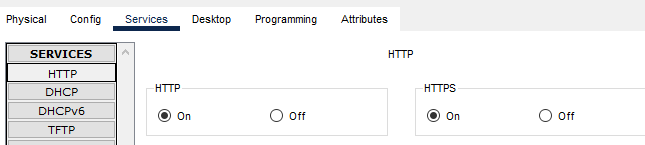 Physical Config Services Desktop Programming Attributes
SERVICES
HTTP
DHCP
DHCPv6
TFTP
HTTP
HTTP
On Off
HTTPS
On Off